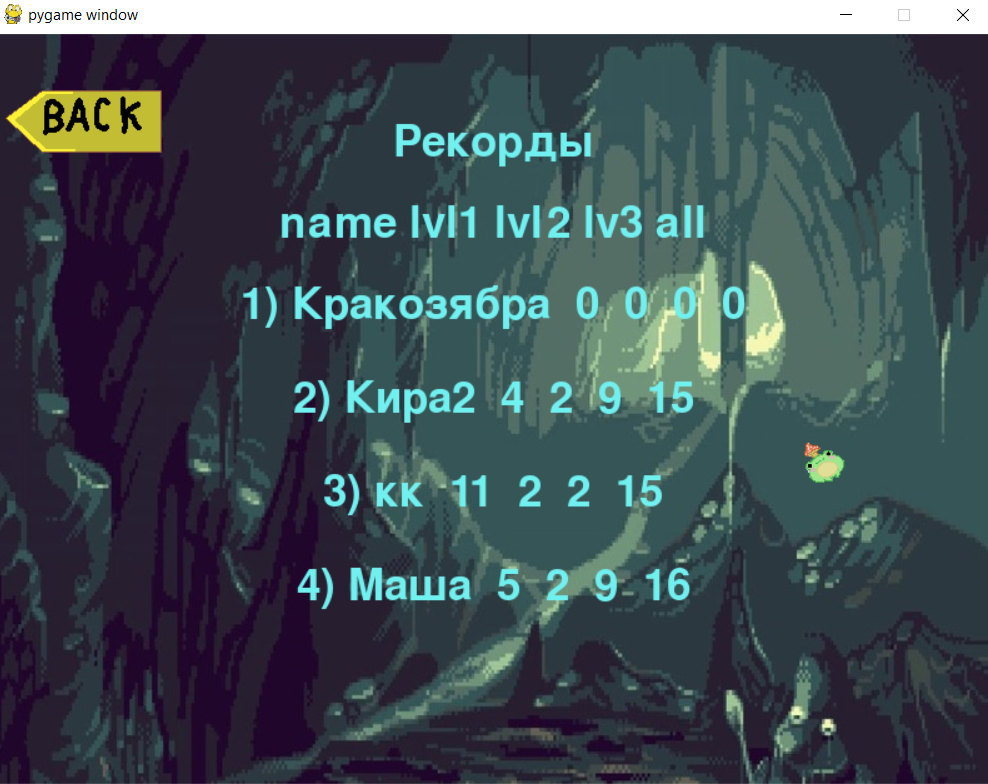 pygame window
BACK
Рекорды
name lvl1 lvl2 lv3 all
1) Кракозябра 0 0 0 0
2) Кира2 4 2 9 15
3) кк 11 2 2 15
4) Маша 5 2 9 16